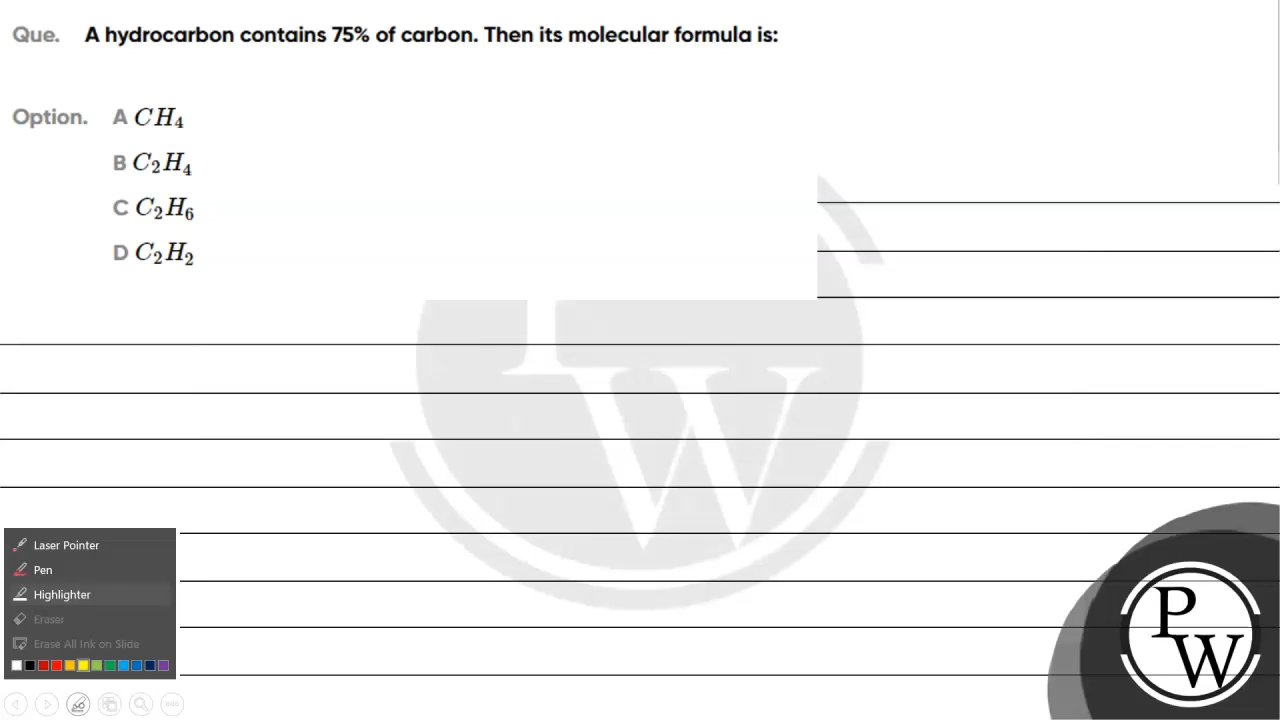 Que. A hydrocarbon contains 75% of carbon. Then its molecular formula is:
Option. A CH₄
B C₂H₄
C C₂H₆
D C₂H₂
W
Laser Pointer
Pen
Highlighter
Eraser
Erase All Ink on Slide
P
W